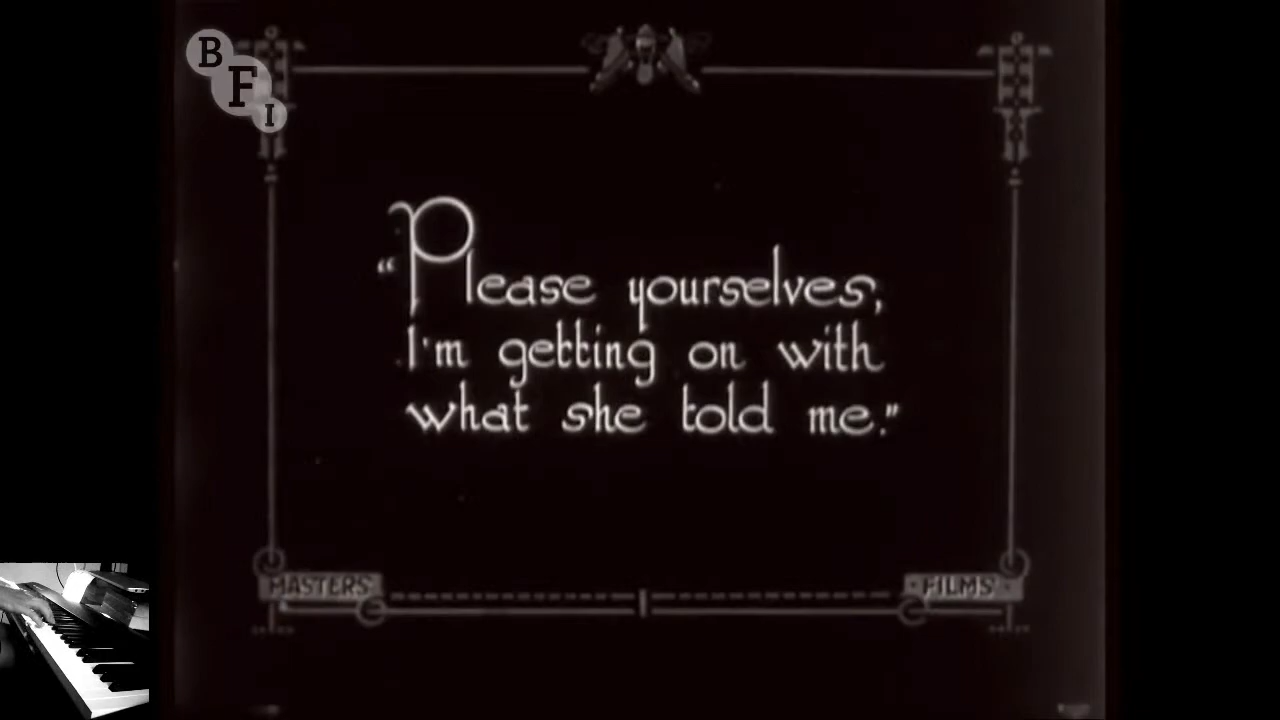 BFI
"Please yourselves,
I'm getting on with
what she told me."
MASTERS
FILMS